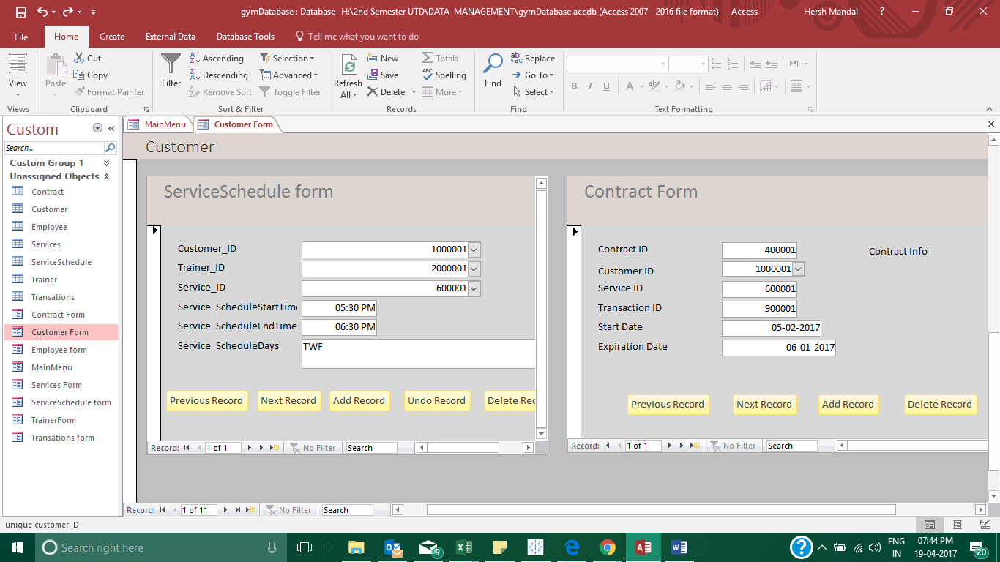 gymDatabase : Database- H:\2nd Semester UTD\DATA  MANAGEMENT\gymDatabase.accdb (Access 2007 - 2016 file format)  -  Access
Hersh Mandal
?
File Home Create External Data Database Tools Tell me what you want to do
View
Views
Paste
Cut
Copy
Format Painter
Clipboard
Filter
Ascending
Descending
Remove Sort
Selection
Advanced
Toggle Filter
Sort & Filter
Refresh All
New
Save
Delete
Totals
Spelling
More
Records
Find
Replace
Go To
Select
Find
B I U A
Text Formatting
Custom
Search...
Custom Group 1
Unassigned Objects
Contract
Customer
Employee
Services
ServiceSchedule
Trainer
Transations
Contract Form
Customer Form
Employee form
MainMenu
Services Form
ServiceSchedule form
TrainerForm
Transations form
MainMenu Customer Form
Customer
ServiceSchedule form
Customer_ID 1000001
Trainer_ID 2000001
Service_ID 600001
Service_ScheduleStartTime 05:30 PM
Service_ScheduleEndTime 06:30 PM
Service_ScheduleDays TWF
Previous Record Next Record Add Record Undo Record Delete Rec
Record: 1 of 1 No Filter Search
Contract Form
Contract ID 400001 Contract Info
Customer ID 1000001
Service ID 600001
Transaction ID 900001
Start Date 05-02-2017
Expiration Date 06-01-2017
Previous Record Next Record Add Record Delete Record
Record: 1 of 1 No Filter Search
Record: 1 of 11 No Filter Search
unique customer ID
Search right here
9
?
ENG
IN
07:44 PM
19-04-2017
20